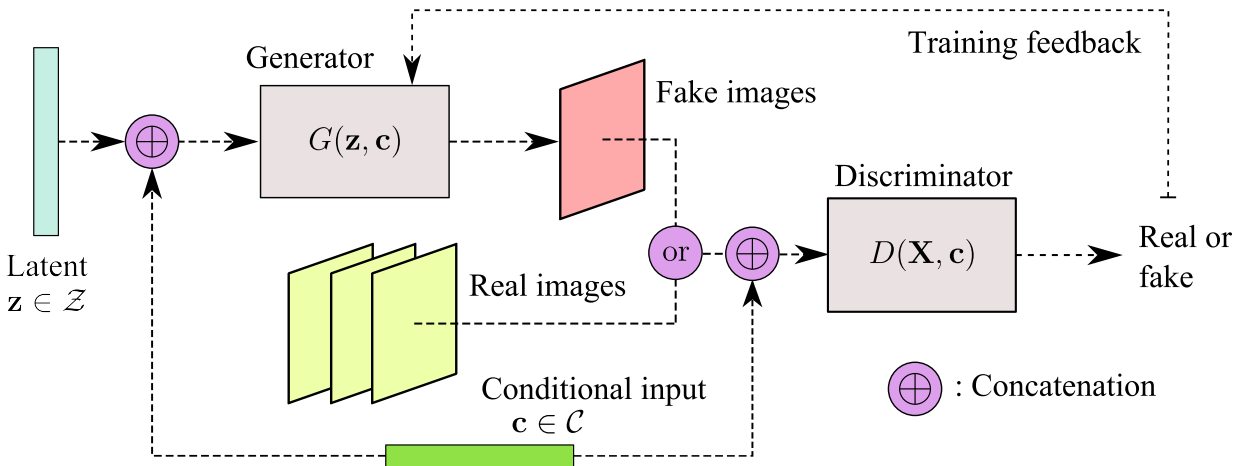 Training feedback
Generator
Fake images
G(z, c)
Discriminator
Latent
z ∈ 𝒵
or
D(X, c)
Real or
fake
Real images
Conditional input
c ∈ 𝒞
: Concatenation